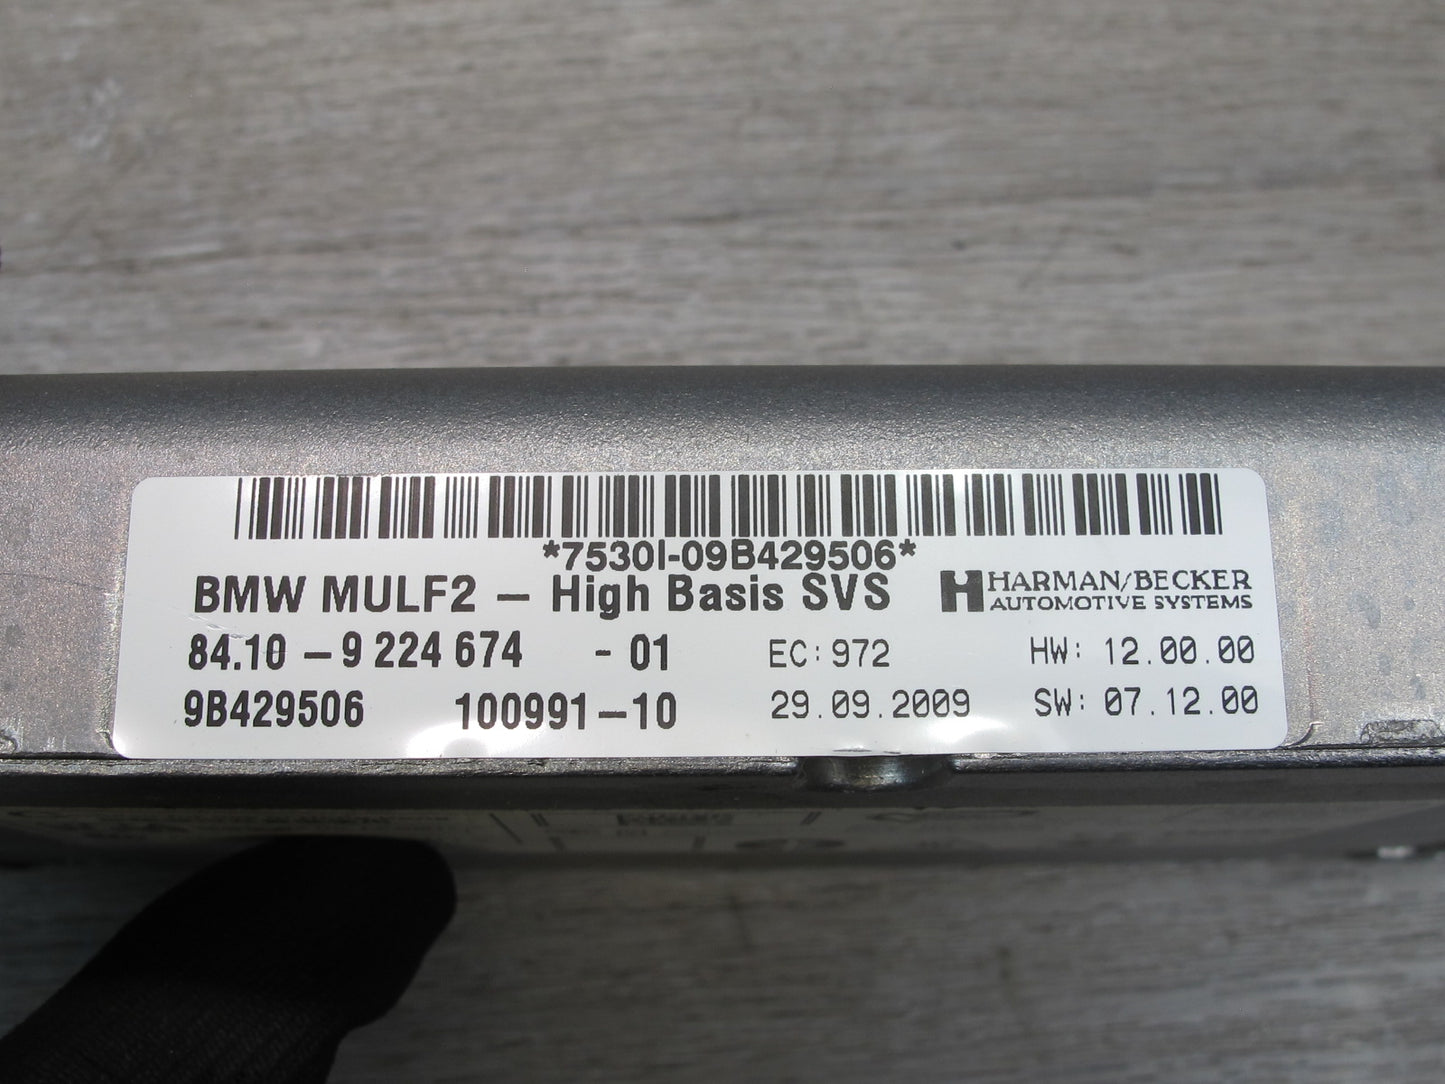 *7530I-09B429506*
BMW MULF2 – High Basis SVS
HARMAN/BECKER
AUTOMOTIVE SYSTEMS
84.10 – 9 224 674 - 01 EC: 972 HW: 12.00.00
9B429506 100991–10 29.09.2009 SW: 07.12.00